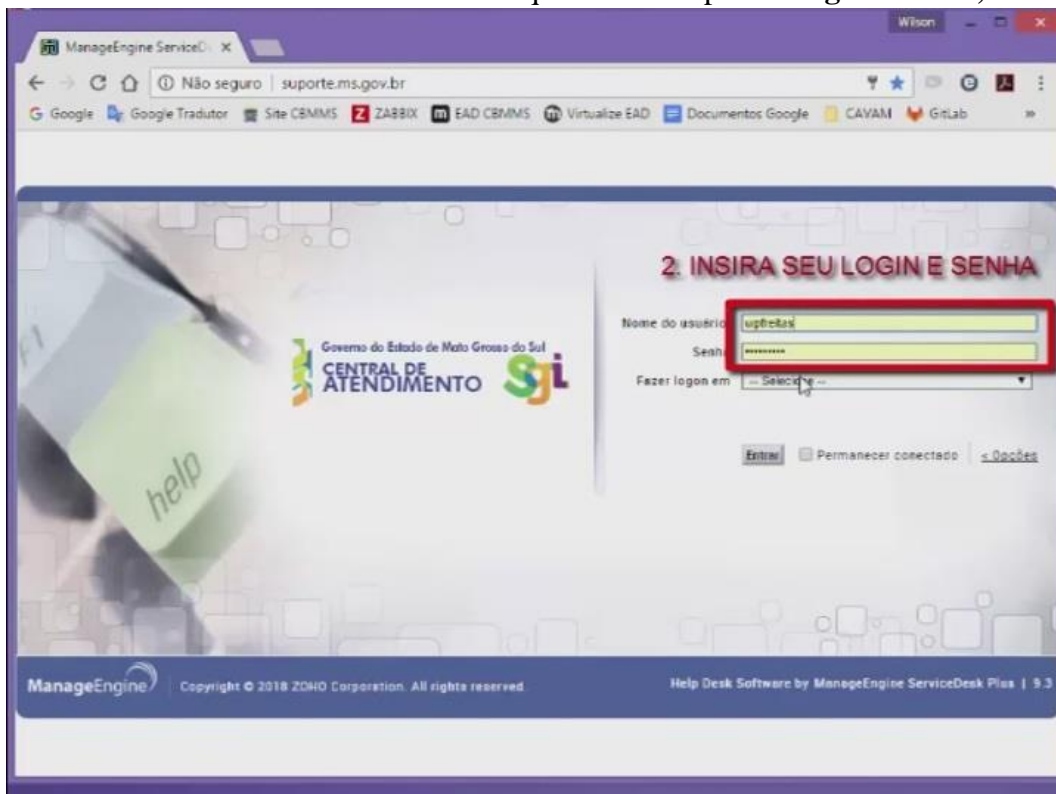 Wilson
ManageEngine ServiceD
Não seguro | suporte.ms.gov.br
Google Google Tradutor Site CBMMS Z ZABBIX m EAD CBMMS m Virtualize EAD Documentos Google CAVAM GitLab »
2. INSIRA SEU LOGIN E SENHA
Nome do usuário wpfreitas
Senha •••••••••
Fazer logon em -- Selecione --
Governo do Estado de Mato Grosso do Sul
CENTRAL DE
ATENDIMENTO
Sgi
Entrar Permanecer conectado < Opções
help
ManageEngine Copyright © 2018 ZOHO Corporation. All rights reserved
Help Desk Software by ManageEngine ServiceDesk Plus | 9.3